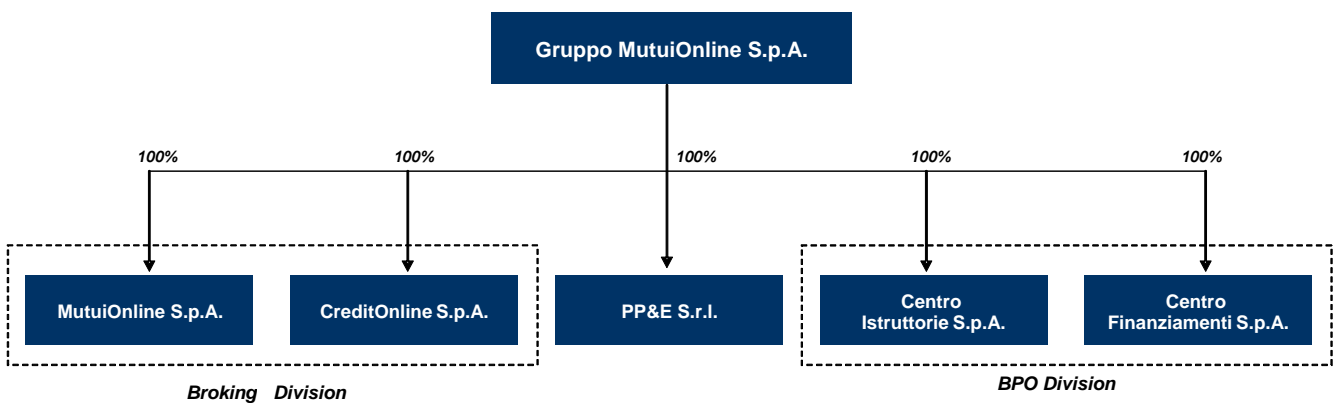 Gruppo MutuiOnline S.p.A.
100%
100%
100%
100%
100%
MutuiOnline S.p.A.
CreditOnline S.p.A.
PP&E S.r.l.
Centro
Istruttorie S.p.A.
Centro
Finanziamenti S.p.A.
Broking Division
BPO Division